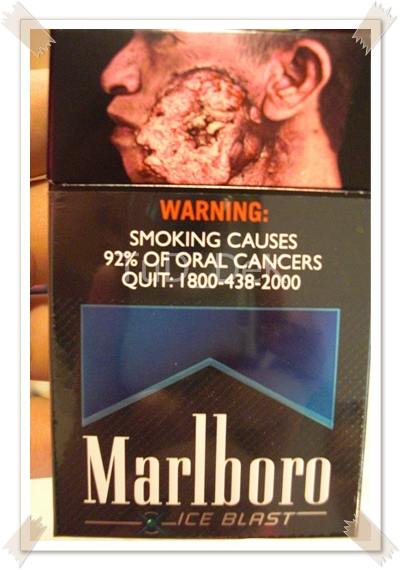 WARNING:
SMOKING CAUSES
92% OF ORAL CANCERS
QUIT: 1800-438-2000
Marlboro
ICE BLAST